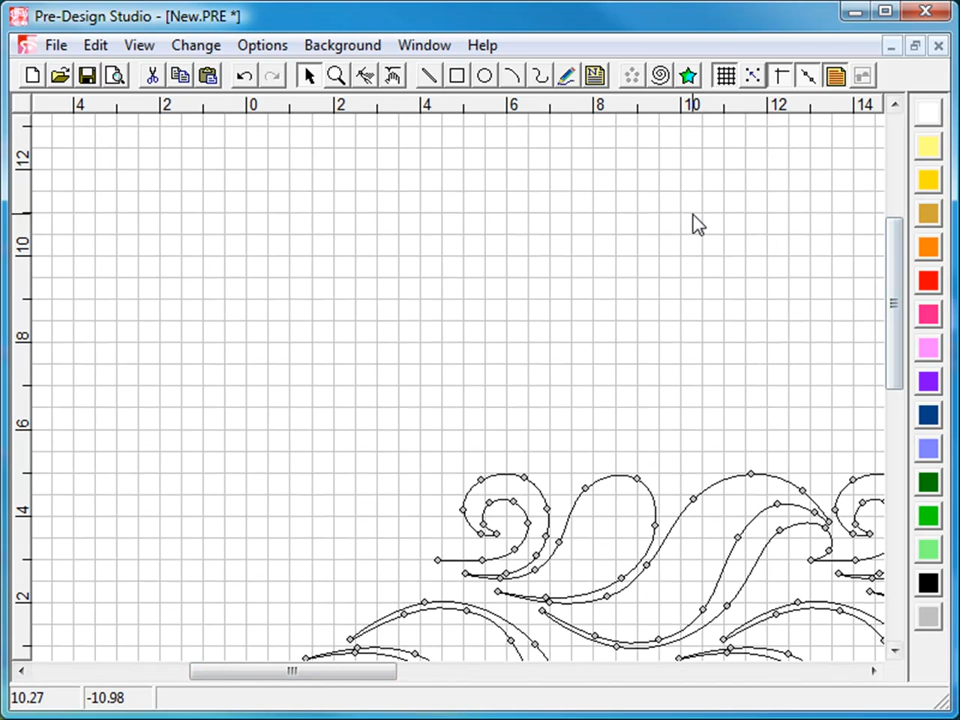 Pre-Design Studio - [New.PRE *]
File Edit View Change Options Background Window Help
4 2 0 2 4 6 8 10 12 14
12
10
8
6
4
2
10.27 -10.98